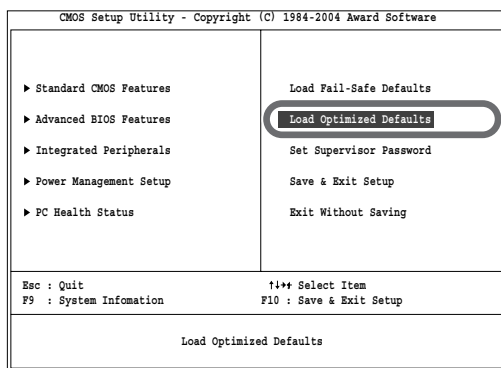 CMOS Setup Utility - Copyright (C) 1984-2004 Award Software
▶ Standard CMOS Features
▶ Advanced BIOS Features
▶ Integrated Peripherals
▶ Power Management Setup
▶ PC Health Status
Load Fail-Safe Defaults
Load Optimized Defaults
Set Supervisor Password
Save & Exit Setup
Exit Without Saving
Esc : Quit
F9 : System Infomation
↑↓→← Select Item
F10 : Save & Exit Setup
Load Optimized Defaults